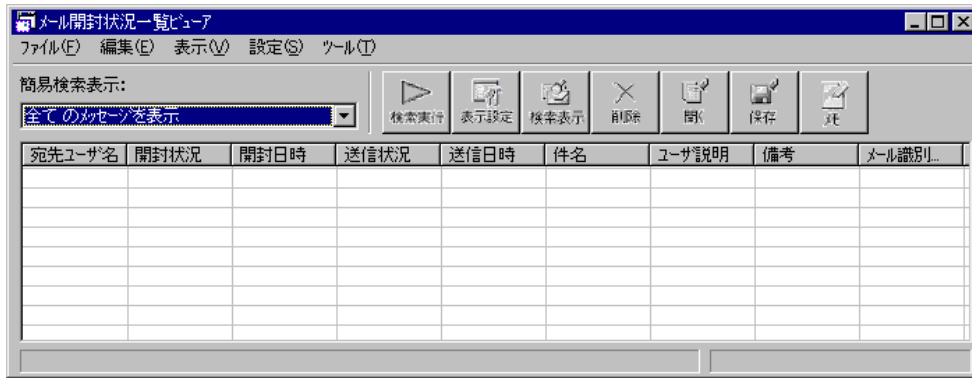 メール開封状況一覧ビューア
ファイル(F) 編集(E) 表示(V) 設定(S) ツール(T)
簡易検索表示:
全てのメッセージを表示
検索実行 表示設定 検索表示 削除 開く 保存 メモ
宛先ユーザ名 開封状況 開封日時 送信状況 送信日時 件名 ユーザ説明 備考 メール識別...